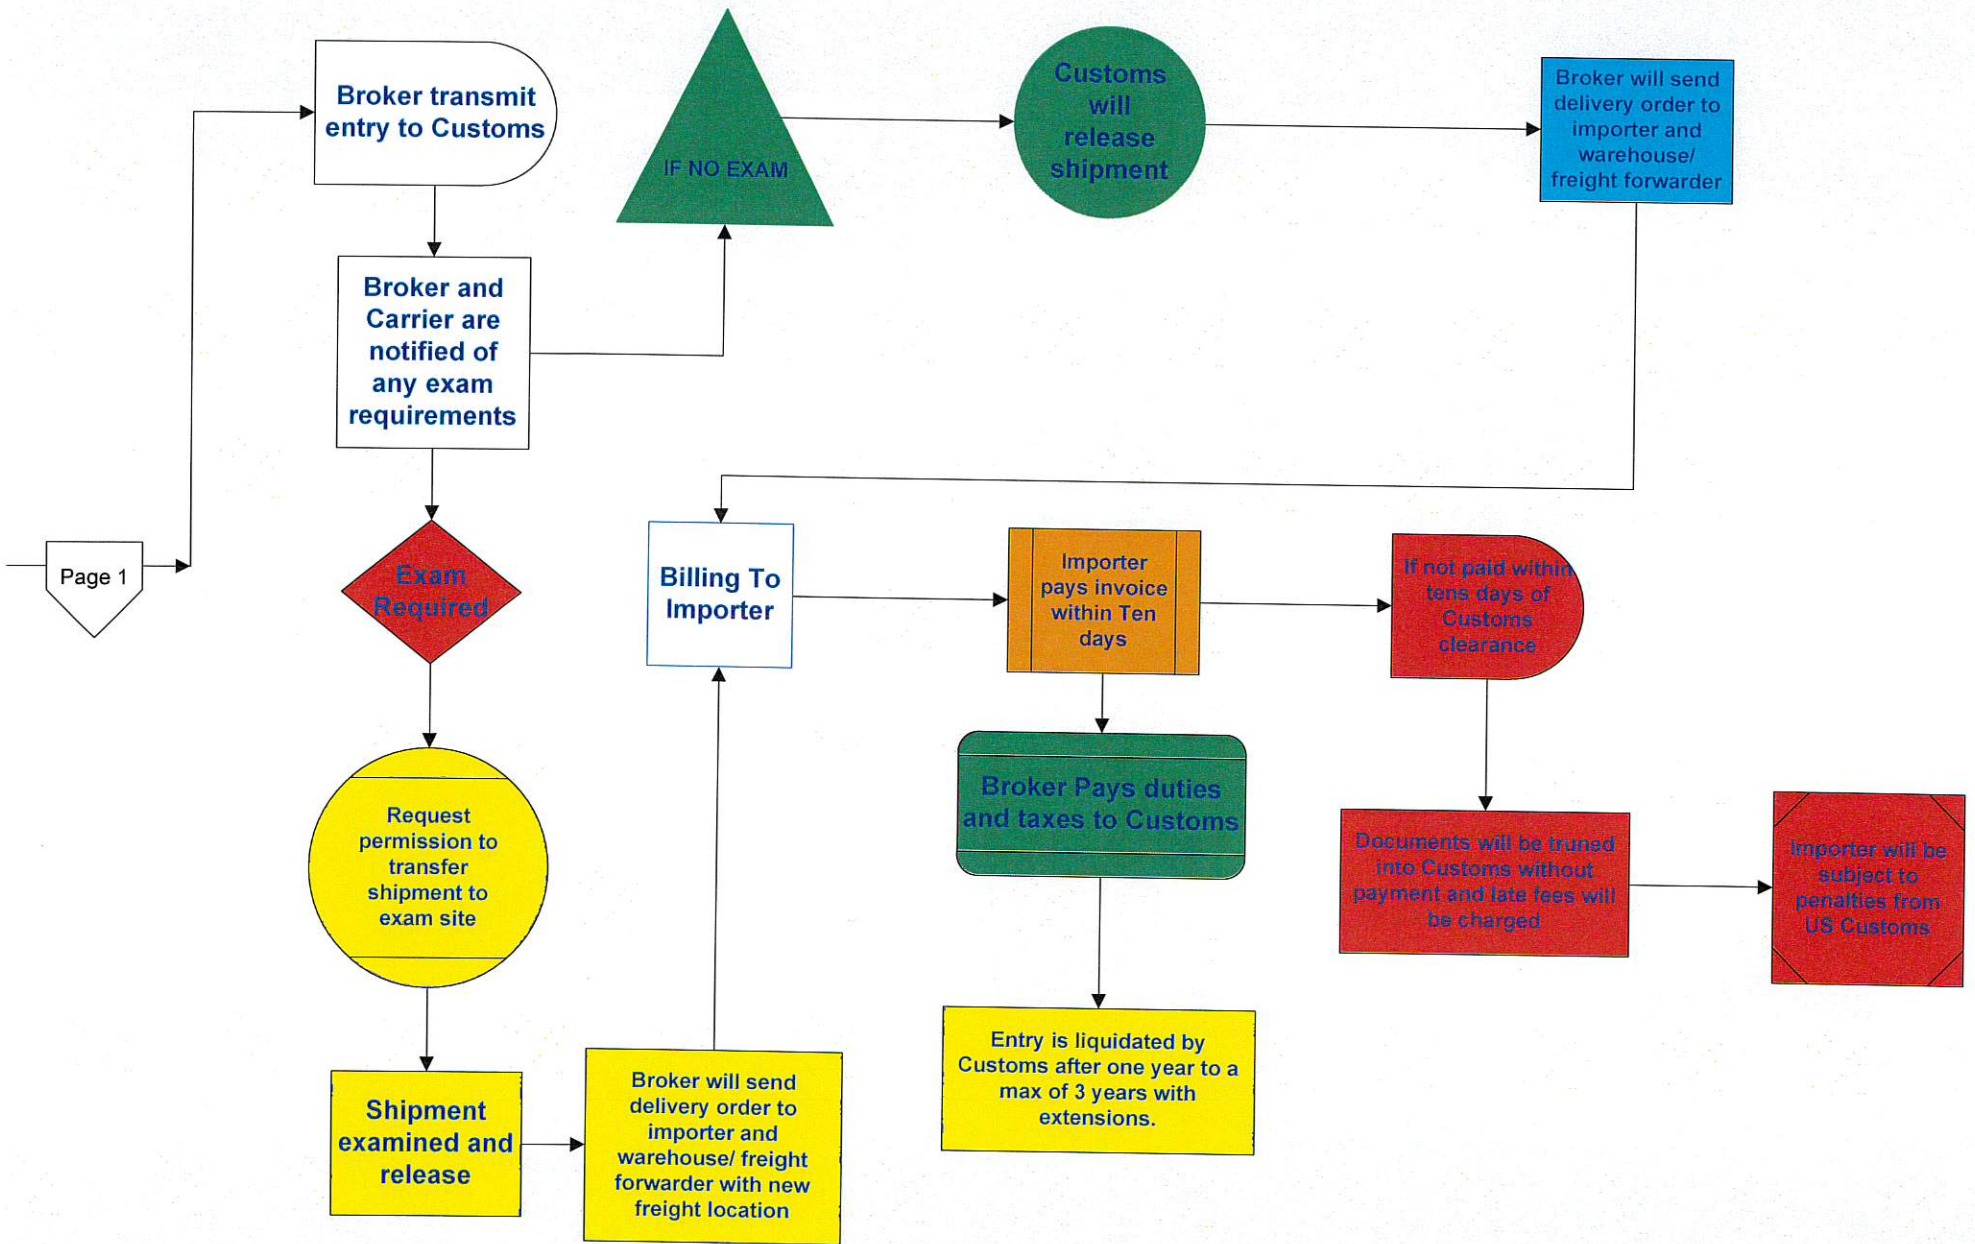 Broker transmit
entry to Customs
IF NO EXAM
Customs
will
release
shipment
Broker will send
delivery order to
importer and
warehouse/
freight forwarder
Broker and
Carrier are
notified of
any exam
requirements
Page 1
Exam
Required
Billing To
Importer
Importer
pays invoice
within Ten
days
If not paid within
tens days of
Customs
clearance
Request
permission to
transfer
shipment to
exam site
Broker Pays duties
and taxes to Customs
Documents will be truned
into Customs without
payment and late fees will
be charged
Importer will be
subject to
penalties from
US Customs
Shipment
examined and
release
Broker will send
delivery order to
importer and
warehouse/ freight
forwarder with new
freight location
Entry is liquidated by
Customs after one year to a
max of 3 years with
extensions.